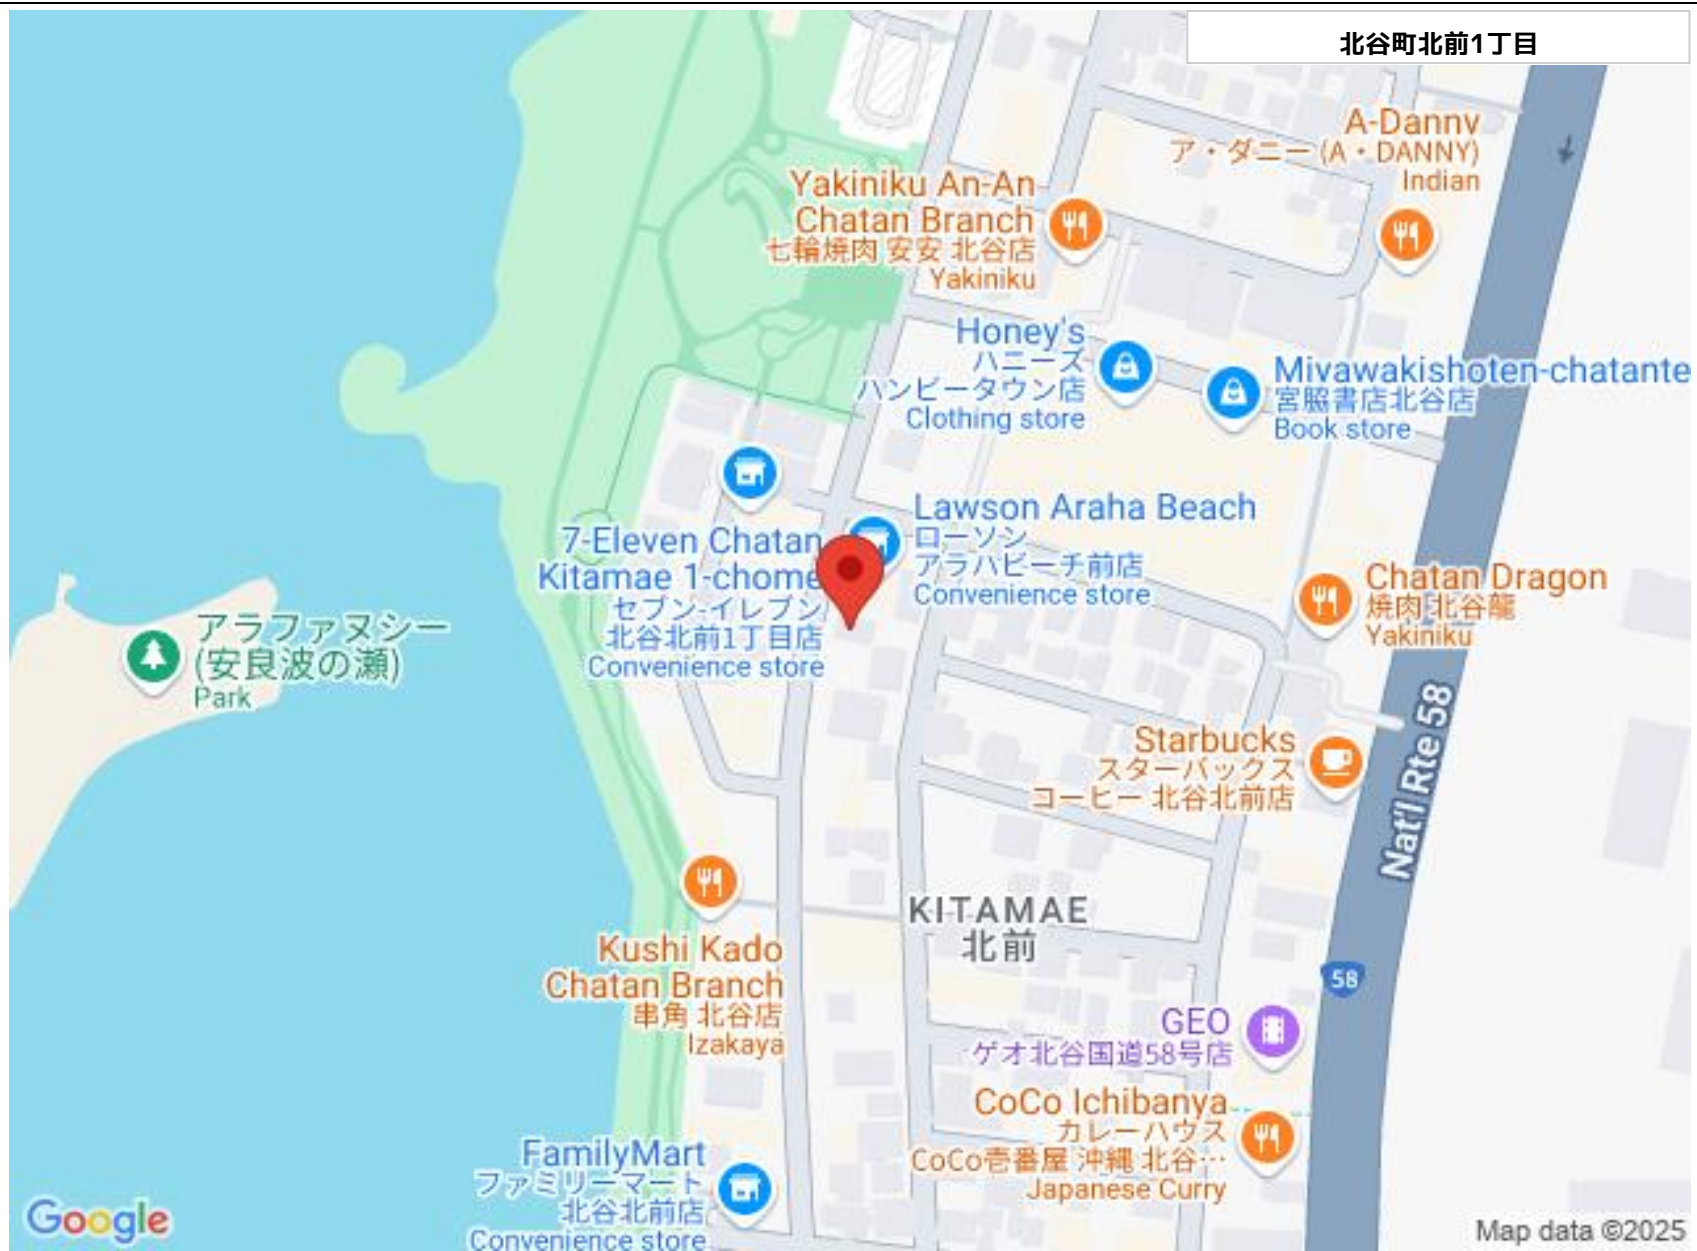 北谷町北前1丁目
A-Danny
ア・ダニー (A・DANNY)
Indian
Yakiniku An-An
Chatan Branch
七輪焼肉 安安 北谷店
Yakiniku
Honey's
ハニーズ
ハンビータウン店
Clothing store
Miyawakishoten-chatante
宮脇書店北谷店
Book store
Lawson Araha Beach
ローソン
アラハビーチ前店
Convenience store
7-Eleven Chatan
Kitamae 1-chome
セブン-イレブン
北谷北前1丁目店
Convenience store
Chatan Dragon
焼肉 北谷龍
Yakiniku
アラファヌシー
(安良波の瀬)
Park
Nat'l Rte 58
Starbucks
スターバックス
コーヒー 北谷北前店
KITAMAE
北前
Kushi Kado
Chatan Branch
串角 北谷店
Izakaya
58
GEO
ゲオ北谷国道58号店
CoCo Ichibanya
カレーハウス
CoCo壱番屋 沖縄 北谷…
Japanese Curry
FamilyMart
ファミリーマート
北谷北前店
Convenience store
Google
Map data ©2025